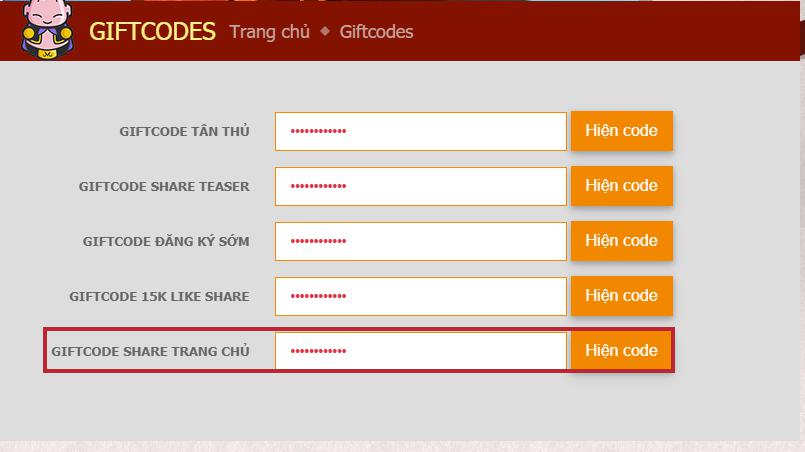 GIFTCODES Trang chủ ◆ Giftcodes
GIFTCODE TÂN THỦ •••••••••••• Hiện code
GIFTCODE SHARE TEASER •••••••••••• Hiện code
GIFTCODE ĐĂNG KÝ SỚM •••••••••••• Hiện code
GIFTCODE 15K LIKE SHARE •••••••••••• Hiện code
GIFTCODE SHARE TRANG CHỦ •••••••••••• Hiện code